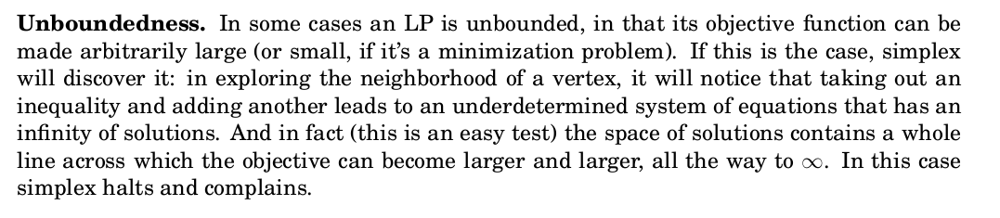 Unboundedness. In some cases an LP is unbounded, in that its objective function can be
made arbitrarily large (or small, if it's a minimization problem). If this is the case, simplex
will discover it: in exploring the neighborhood of a vertex, it will notice that taking out an
inequality and adding another leads to an underdetermined system of equations that has an
infinity of solutions. And in fact (this is an easy test) the space of solutions contains a whole
line across which the objective can become larger and larger, all the way to ∞. In this case
simplex halts and complains.